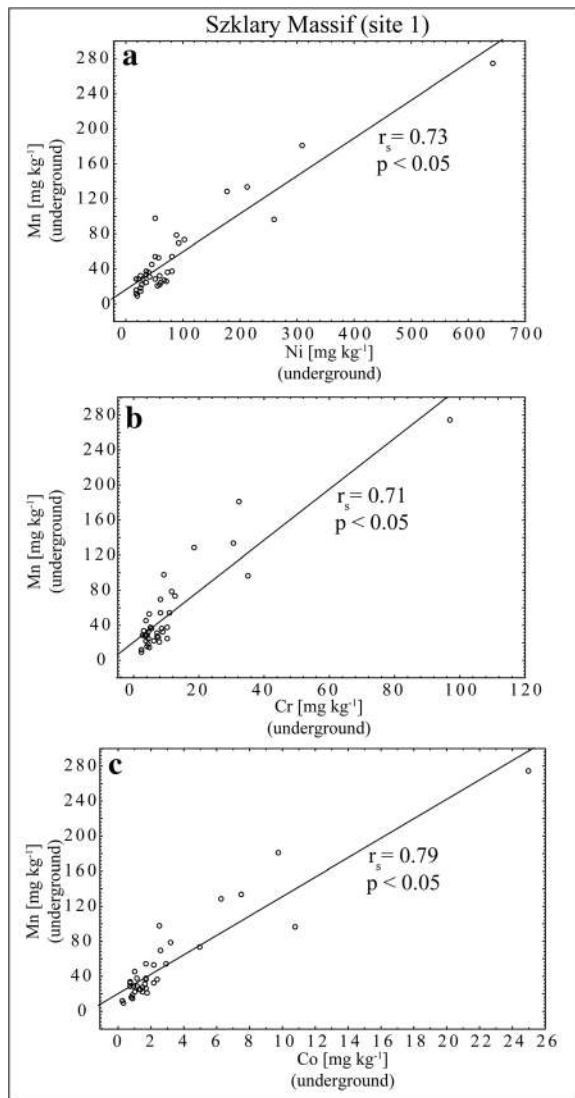 Szklary Massif (site 1)
a
280
240
200
160
120
80
40
0
Mn [mg kg⁻¹]
(underground)
rₛ= 0.73
p < 0.05
0 100 200 300 400 500 600 700
Ni [mg kg⁻¹]
(underground)
b
280
240
200
160
120
80
40
0
Mn [mg kg⁻¹]
(underground)
rₛ= 0.71
p < 0.05
0 20 40 60 80 100 120
Cr [mg kg⁻¹]
(underground)
c
280
240
200
160
120
80
40
0
Mn [mg kg⁻¹]
(underground)
rₛ= 0.79
p < 0.05
0 2 4 6 8 10 12 14 16 18 20 22 24 26
Co [mg kg⁻¹]
(underground)